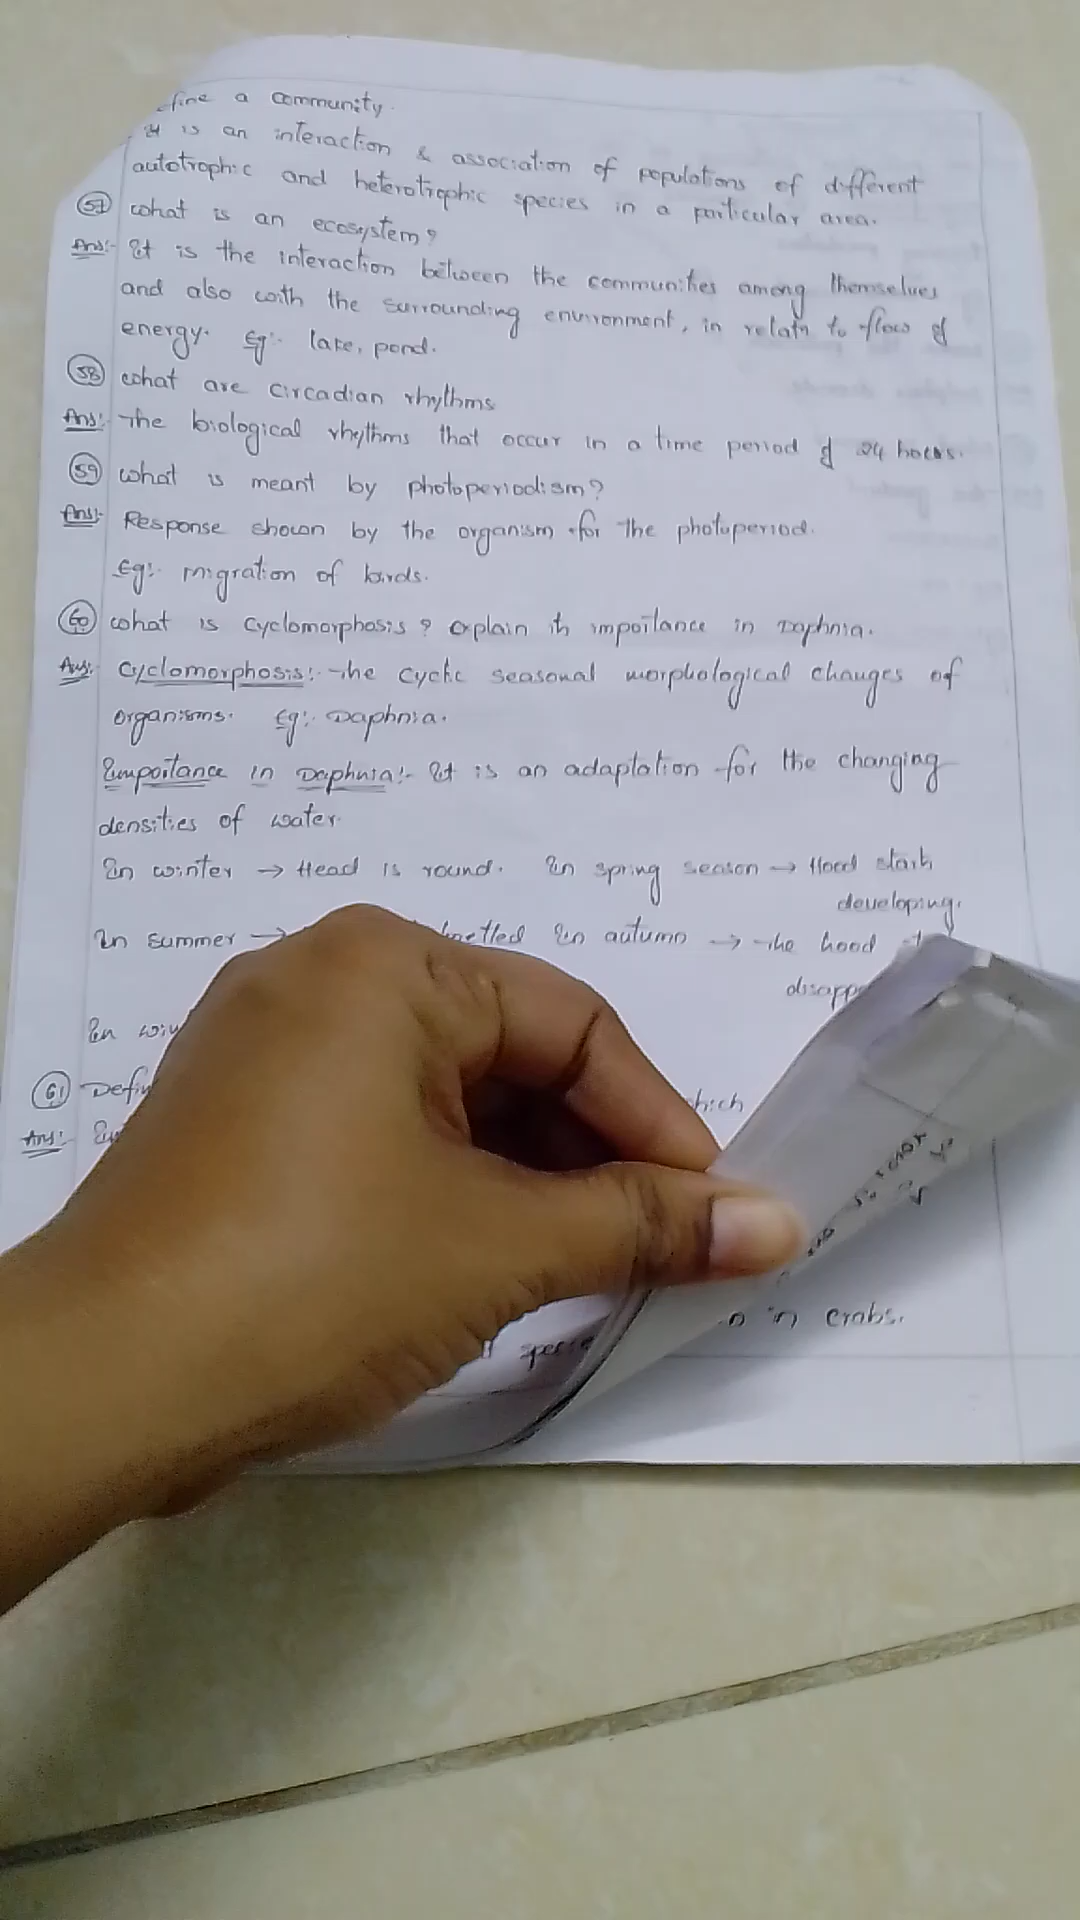 fine a community.
It is an interaction & association of populations of different
autotrophic and heterotrophic species in a particular area.
57 what is an ecosystem?
Ans:- It is the interaction between the communities among themselves
and also with the surrounding environment, in relatn to flow of
energy. Eg:- lake, pond.
58 what are circadian rhythms
Ans:- The biological rhythms that occur in a time period of 24 hours.
59 what is meant by photoperiodism?
Ans:- Response shown by the organism for the photoperiod.
Eg:- migration of birds.
60 what is cyclomorphosis? explain its importance in Daphnia.
Ans:- Cyclomorphosis:- The cyclic seasonal morphological changes of
organisms. Eg:- Daphnia.
Importance in Daphnia:- It is an adaptation for the changing
densities of water.
In winter → Head is round. In spring season → Hood starts
developing.
In summer → In autumn → The hood
disapp
In win
61 Defin
Ans:-
hich
in crabs.